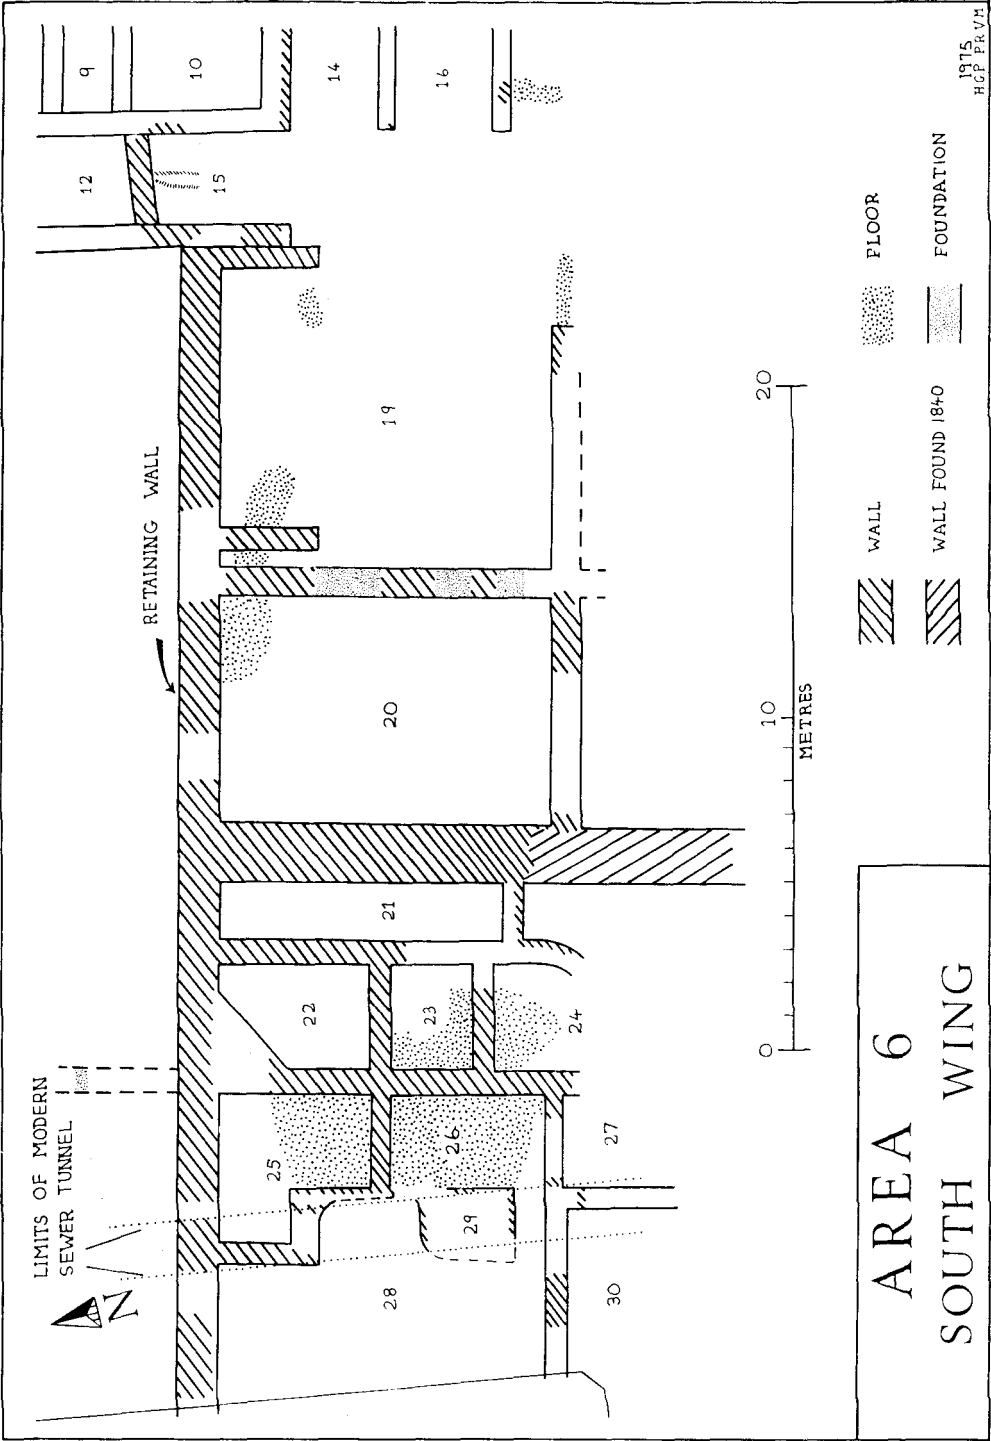 LIMITS OF MODERN
SEWER TUNNEL
N
RETAINING WALL
9
10
12
14
15
16
19
20
21
22
23
24
25
26
27
28
29
30
0
10
20
METRES
WALL
FLOOR
WALL FOUND 1840
FOUNDATION
AREA 6
SOUTH WING
1975
HGP PR VM